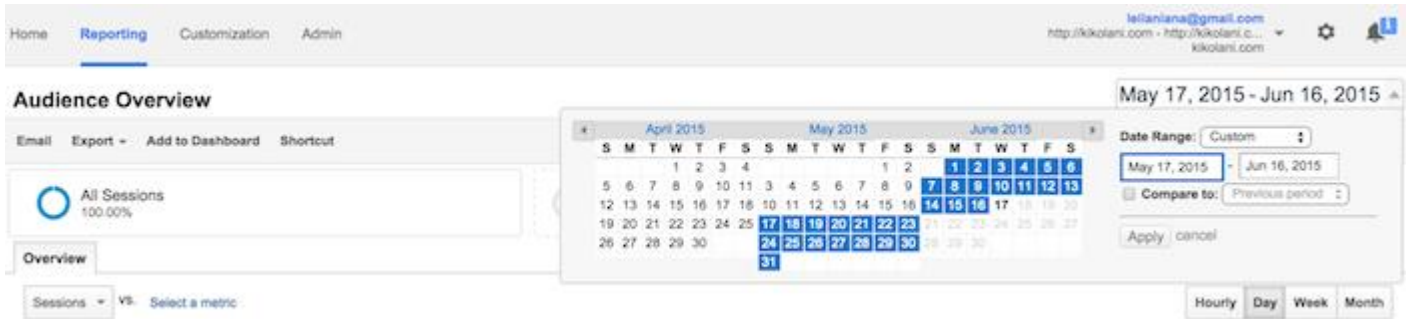 Home Reporting Customization Admin
leilaniana@gmail.com
http://kikolani.com - http://kikolani.c...
kikolani.com
1
Audience Overview
May 17, 2015 - Jun 16, 2015
Email Export Add to Dashboard Shortcut
All Sessions
100.00%
April 2015 May 2015 June 2015
S M T W T F S S M T W T F S S M T W T F S
1 2 3 4 1 2 1 2 3 4 5 6
5 6 7 8 9 10 11 3 4 5 6 7 8 9 7 8 9 10 11 12 13
12 13 14 15 16 17 18 10 11 12 13 14 15 16 14 15 16 17 18 19 20
19 20 21 22 23 24 25 17 18 19 20 21 22 23 21 22 23 24 25 26 27
26 27 28 29 30 24 25 26 27 28 29 30 28 29 30
31
Date Range: Custom
May 17, 2015 - Jun 16, 2015
Compare to: Previous period
Apply cancel
Overview
Sessions VS. Select a metric
Hourly Day Week Month